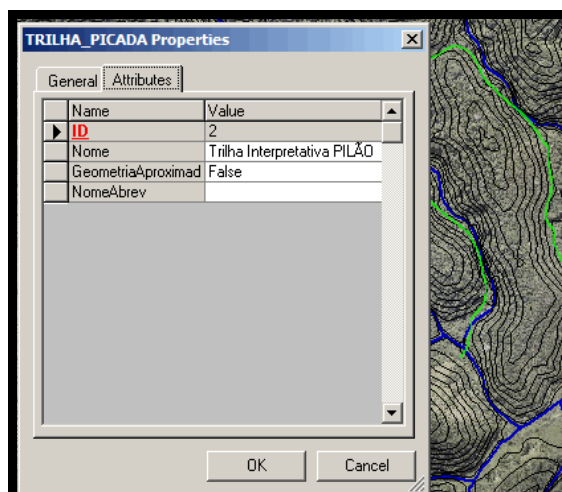 TRILHA_PICADA Properties
General Attributes
Name Value
ID 2
Nome Trilha Interpretativa PILÃO
GeometriaAproximad False
NomeAbrev
OK Cancel